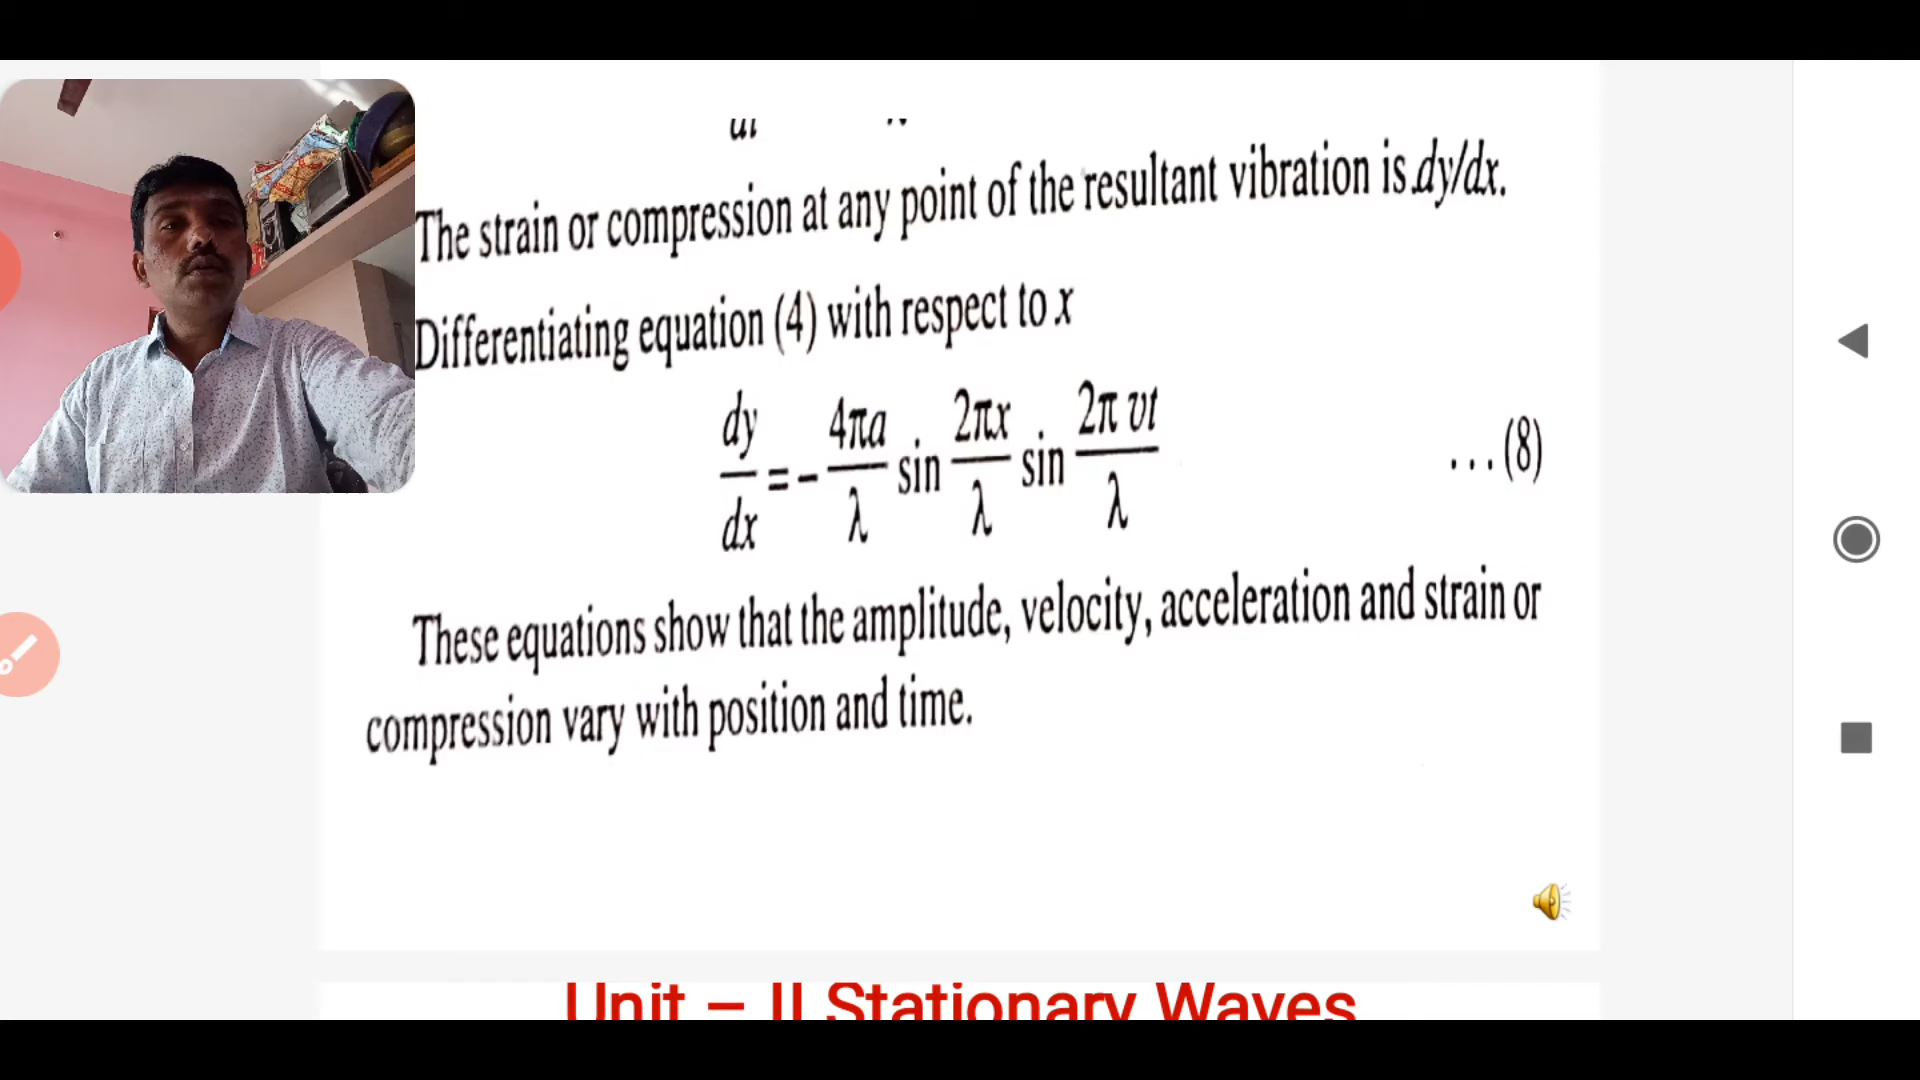 The strain or compression at any point of the resultant vibration is dy/dx.
Differentiating equation (4) with respect to x
dy/dx = - 4πa/λ sin 2πx/λ sin 2π vt/λ ...(8)
These equations show that the amplitude, velocity, acceleration and strain or
compression vary with position and time.
Unit – II Stationary Waves